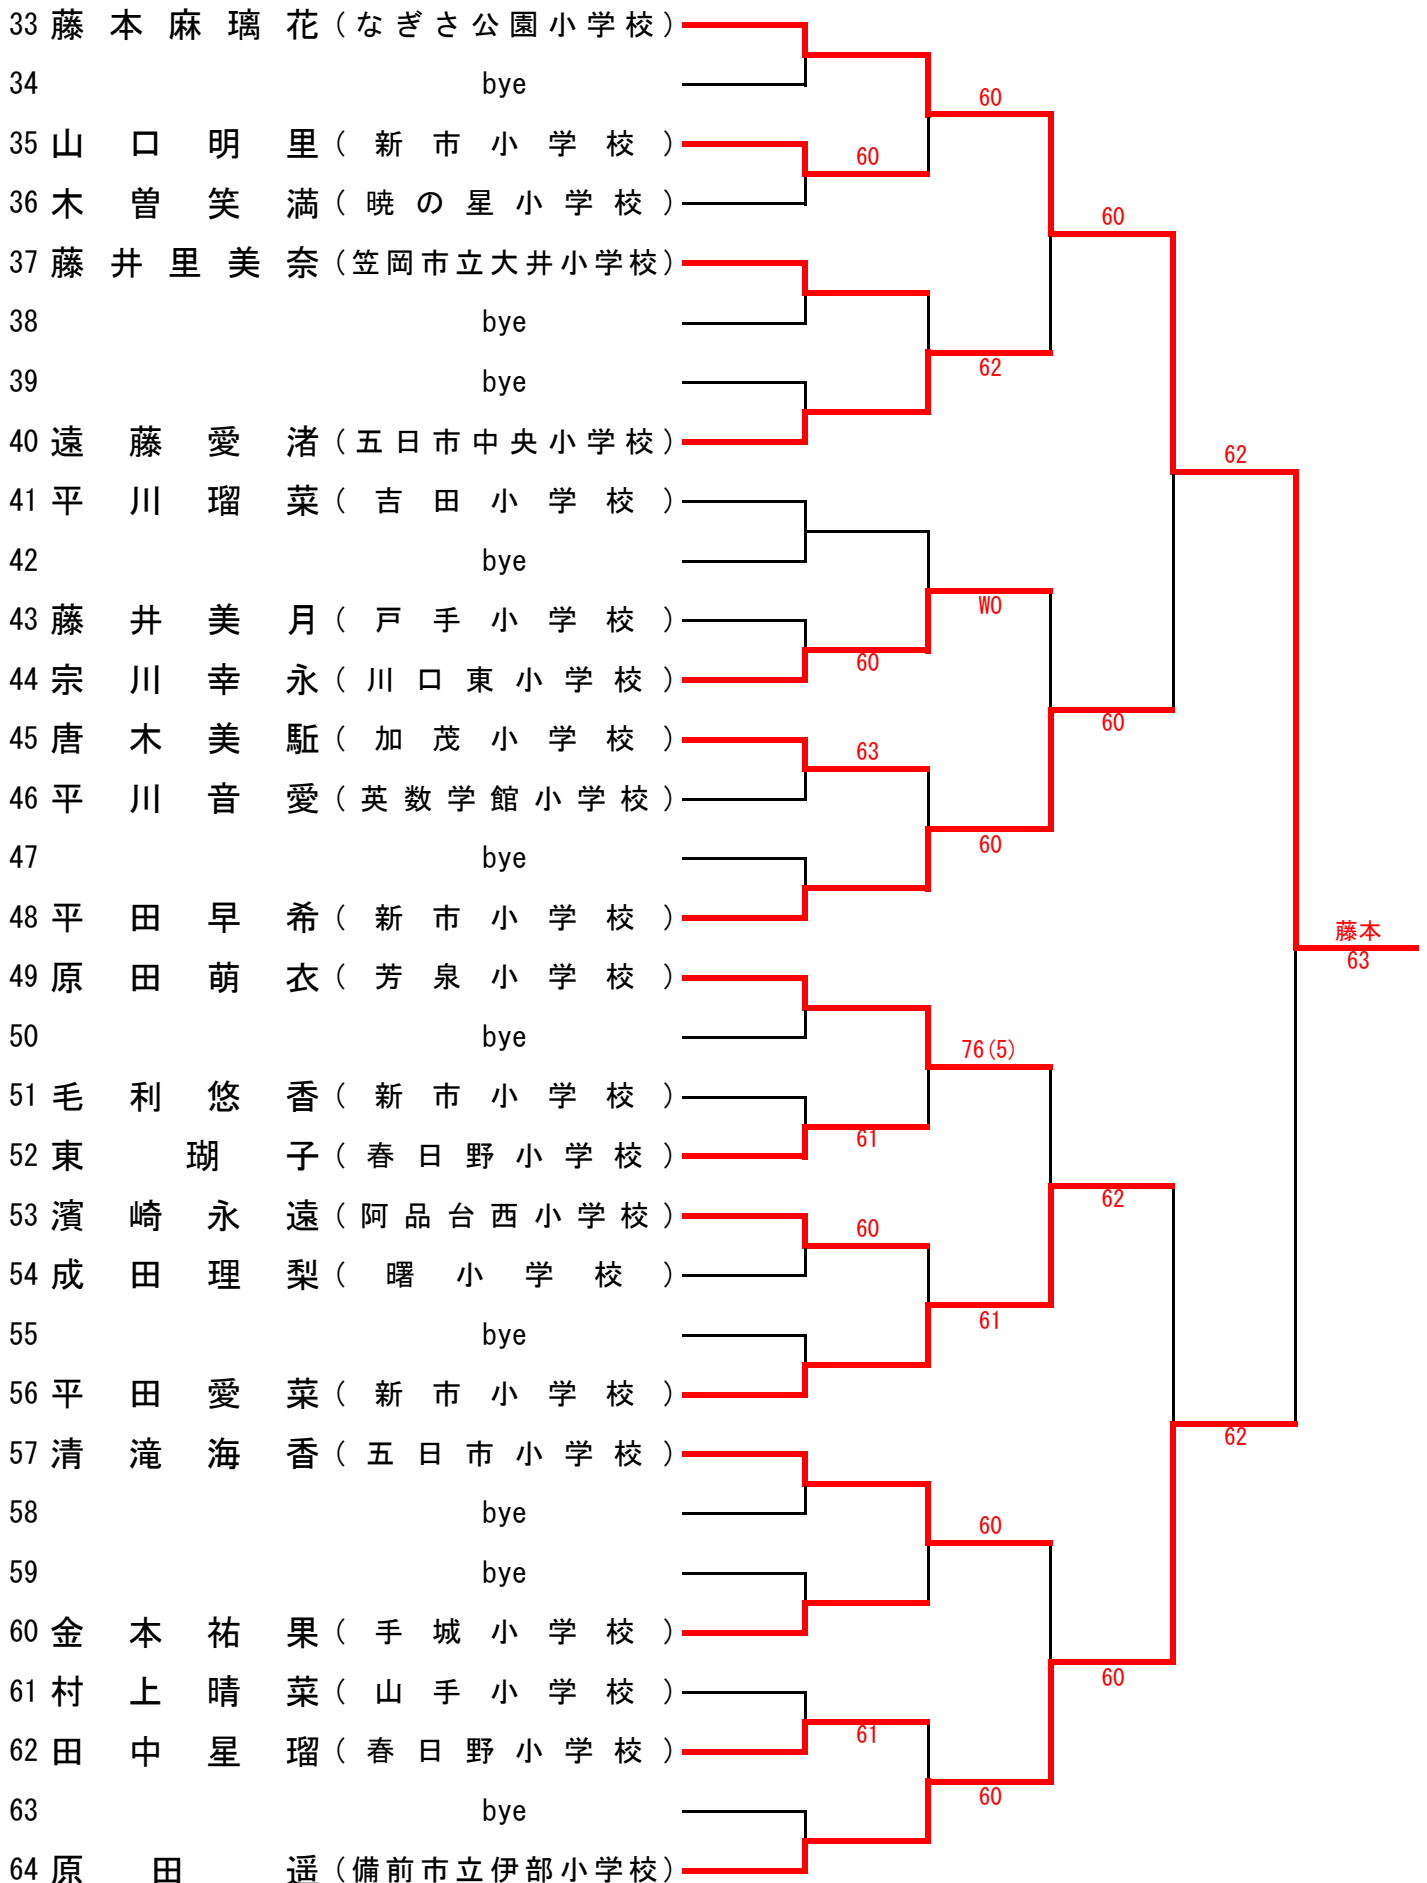 33 藤本麻璃花(なぎさ公園小学校)
34 bye
60
35 山口明里(新市小学校)
60
36 木曽笑満(暁の星小学校)
60
37 藤井里美奈(笠岡市立大井小学校)
38 bye
62
39 bye
40 遠藤愛渚(五日市中央小学校)
62
41 平川瑠菜(吉田小学校)
42 bye
WO
43 藤井美月(戸手小学校)
60
44 宗川幸永(川口東小学校)
60
45 唐木美駈(加茂小学校)
63
46 平川音愛(英数学館小学校)
60
47 bye
48 平田早希(新市小学校)
藤本
63
49 原田萌衣(芳泉小学校)
50 bye
76(5)
51 毛利悠香(新市小学校)
61
52 東瑚子(春日野小学校)
62
53 濱崎永遠(阿品台西小学校)
60
54 成田理梨(曙小学校)
61
55 bye
56 平田愛菜(新市小学校)
62
57 清滝海香(五日市小学校)
58 bye
60
59 bye
60 金本祐果(手城小学校)
60
61 村上晴菜(山手小学校)
61
62 田中星瑠(春日野小学校)
60
63 bye
64 原田遥(備前市立伊部小学校)